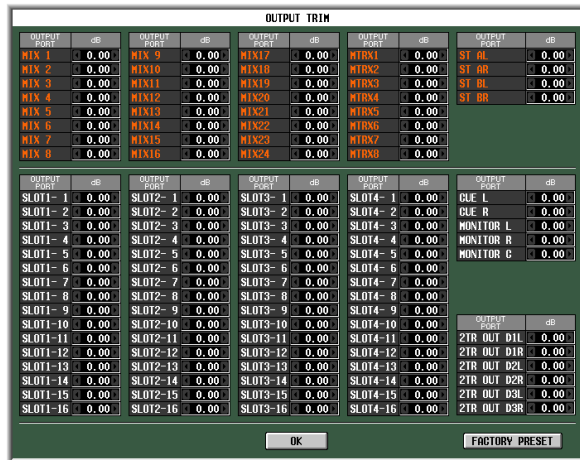 OUTPUT TRIM
OUTPUT PORT dB OUTPUT PORT dB OUTPUT PORT dB OUTPUT PORT dB OUTPUT PORT dB
MIX 1 0.00 MIX 9 0.00 MIX17 0.00 MTRX1 0.00 ST AL 0.00
MIX 2 0.00 MIX10 0.00 MIX18 0.00 MTRX2 0.00 ST AR 0.00
MIX 3 0.00 MIX11 0.00 MIX19 0.00 MTRX3 0.00 ST BL 0.00
MIX 4 0.00 MIX12 0.00 MIX20 0.00 MTRX4 0.00 ST BR 0.00
MIX 5 0.00 MIX13 0.00 MIX21 0.00 MTRX5 0.00
MIX 6 0.00 MIX14 0.00 MIX22 0.00 MTRX6 0.00
MIX 7 0.00 MIX15 0.00 MIX23 0.00 MTRX7 0.00
MIX 8 0.00 MIX16 0.00 MIX24 0.00 MTRX8 0.00
OUTPUT PORT dB OUTPUT PORT dB OUTPUT PORT dB OUTPUT PORT dB OUTPUT PORT dB
SLOT1- 1 0.00 SLOT2- 1 0.00 SLOT3- 1 0.00 SLOT4- 1 0.00 CUE L 0.00
SLOT1- 2 0.00 SLOT2- 2 0.00 SLOT3- 2 0.00 SLOT4- 2 0.00 CUE R 0.00
SLOT1- 3 0.00 SLOT2- 3 0.00 SLOT3- 3 0.00 SLOT4- 3 0.00 MONITOR L 0.00
SLOT1- 4 0.00 SLOT2- 4 0.00 SLOT3- 4 0.00 SLOT4- 4 0.00 MONITOR R 0.00
SLOT1- 5 0.00 SLOT2- 5 0.00 SLOT3- 5 0.00 SLOT4- 5 0.00 MONITOR C 0.00
SLOT1- 6 0.00 SLOT2- 6 0.00 SLOT3- 6 0.00 SLOT4- 6 0.00
SLOT1- 7 0.00 SLOT2- 7 0.00 SLOT3- 7 0.00 SLOT4- 7 0.00
SLOT1- 8 0.00 SLOT2- 8 0.00 SLOT3- 8 0.00 SLOT4- 8 0.00
SLOT1- 9 0.00 SLOT2- 9 0.00 SLOT3- 9 0.00 SLOT4- 9 0.00
SLOT1-10 0.00 SLOT2-10 0.00 SLOT3-10 0.00 SLOT4-10 0.00 OUTPUT PORT dB
SLOT1-11 0.00 SLOT2-11 0.00 SLOT3-11 0.00 SLOT4-11 0.00 2TR OUT D1L 0.00
SLOT1-12 0.00 SLOT2-12 0.00 SLOT3-12 0.00 SLOT4-12 0.00 2TR OUT D1R 0.00
SLOT1-13 0.00 SLOT2-13 0.00 SLOT3-13 0.00 SLOT4-13 0.00 2TR OUT D2L 0.00
SLOT1-14 0.00 SLOT2-14 0.00 SLOT3-14 0.00 SLOT4-14 0.00 2TR OUT D2R 0.00
SLOT1-15 0.00 SLOT2-15 0.00 SLOT3-15 0.00 SLOT4-15 0.00 2TR OUT D3L 0.00
SLOT1-16 0.00 SLOT2-16 0.00 SLOT3-16 0.00 SLOT4-16 0.00 2TR OUT D3R 0.00
OK FACTORY PRESET